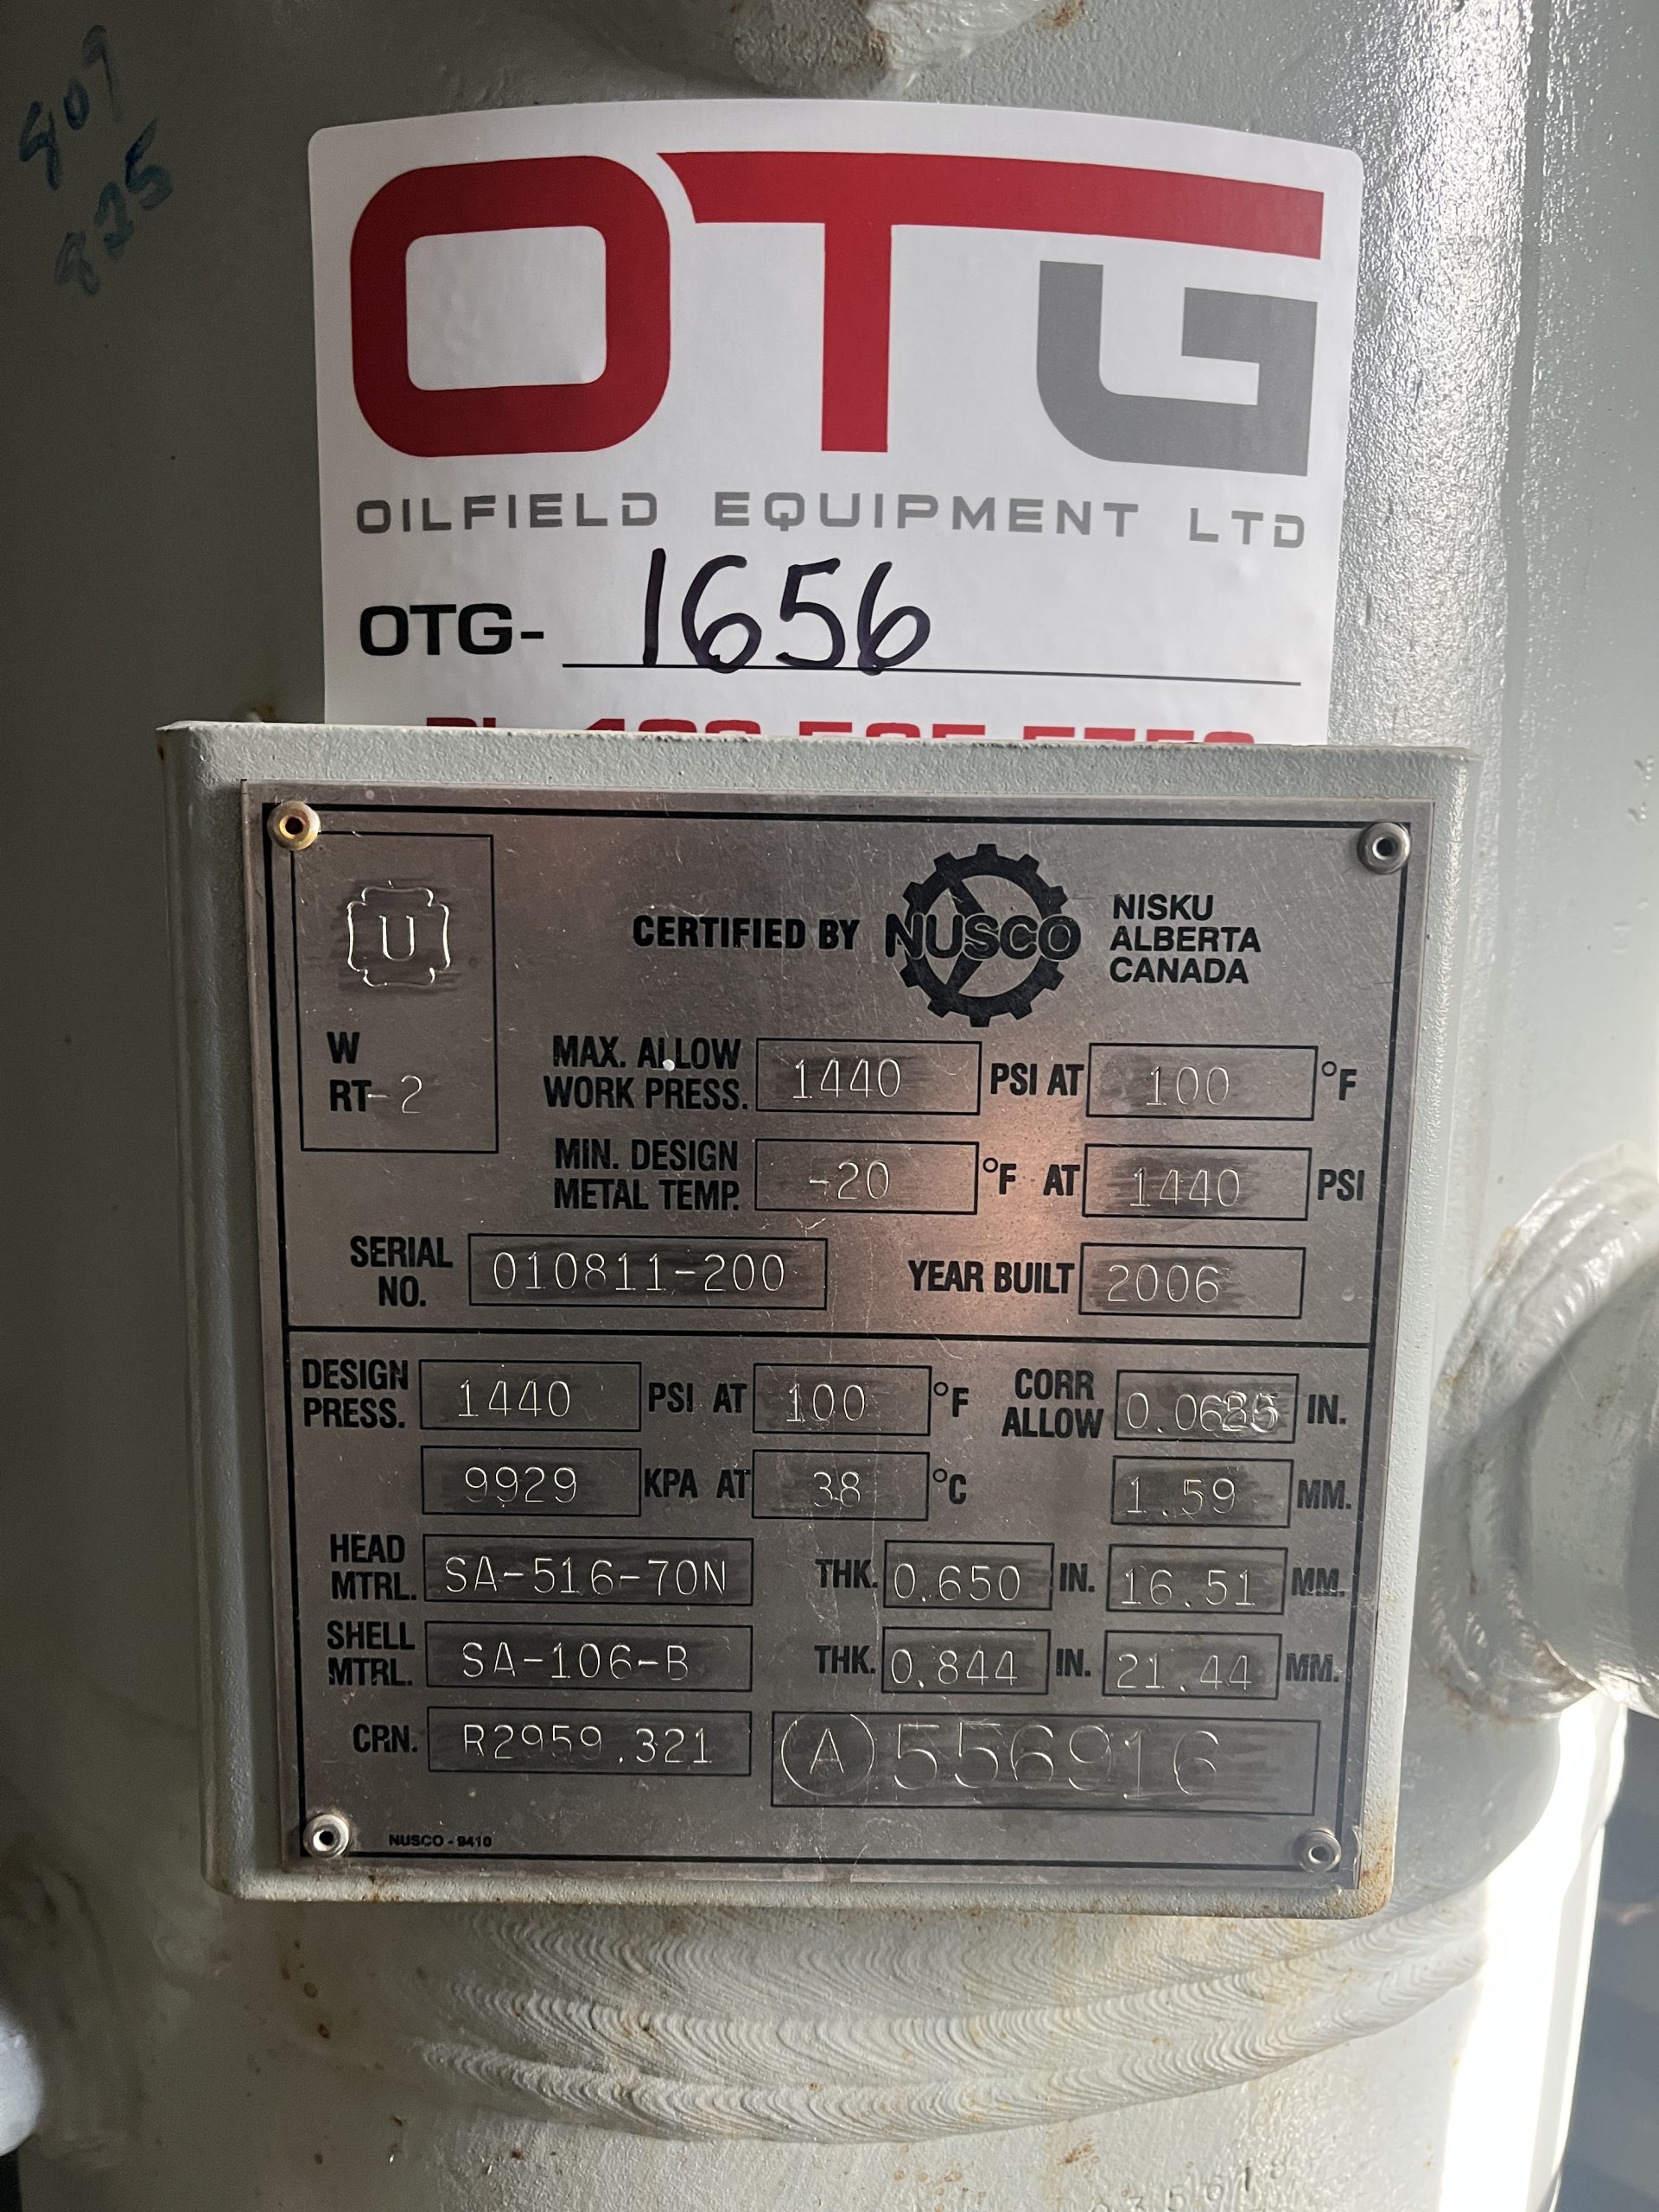 OTG
OILFIELD EQUIPMENT LTD
OTG- 1656
U
W
RT-2
CERTIFIED BY NUSCO
NISKU
ALBERTA
CANADA
MAX. ALLOW WORK PRESS. 1440 PSI AT 100 °F
MIN. DESIGN METAL TEMP. -20 °F AT 1440 PSI
SERIAL NO. 010811-200 YEAR BUILT 2006
DESIGN PRESS. 1440 PSI AT 100 °F CORR ALLOW IN.
9929 KPA AT 38 °C 1.59 MM.
HEAD MTRL. SA-516-70N THK. 0.650 IN. 16.51 MM.
SHELL MTRL. SA-106-B THK. 0.844 IN. 21.44 MM.
CRN. R2959.321 A 556916
NUSCO - 9410